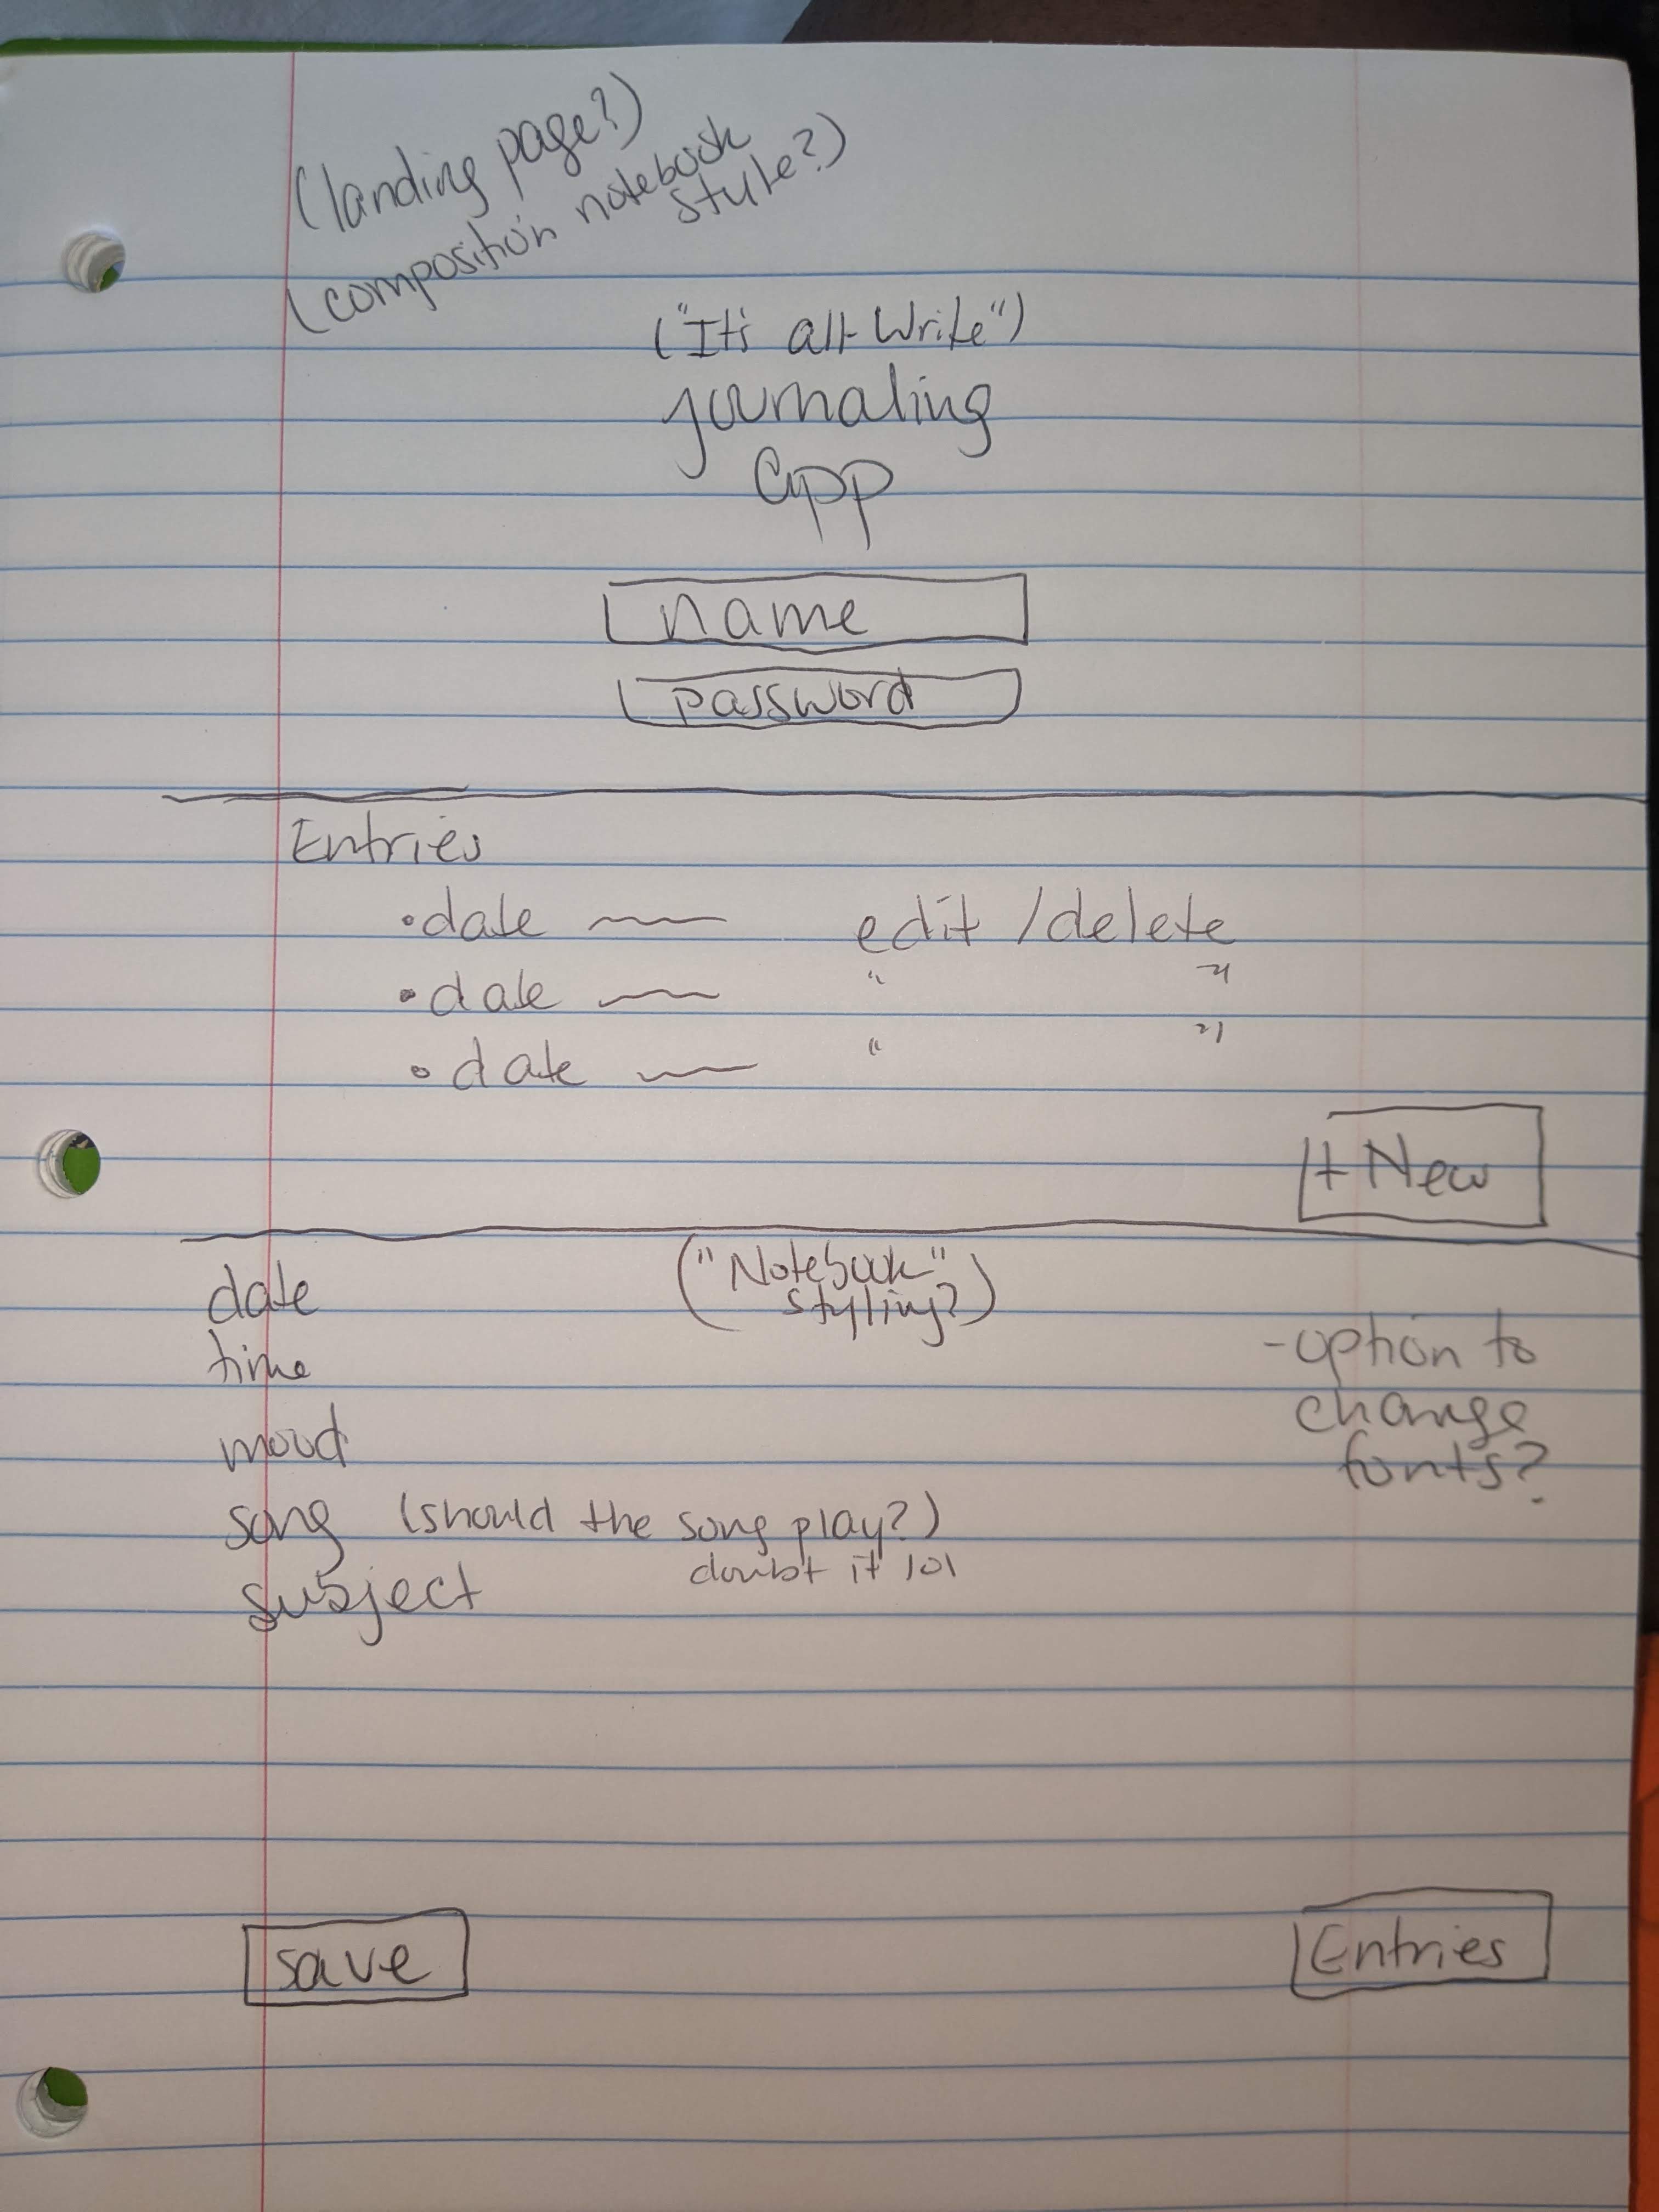 (landing page?)
(composition notebook
style?)
("It's all Write")
journaling
app
name
password
Entries
• date edit / delete
• date " "
• date " "
+ New
date ("Notebook"
styling?)
time
- option to
change
fonts?
mood
song (should the song play?)
doubt it lol
subject
save Entries